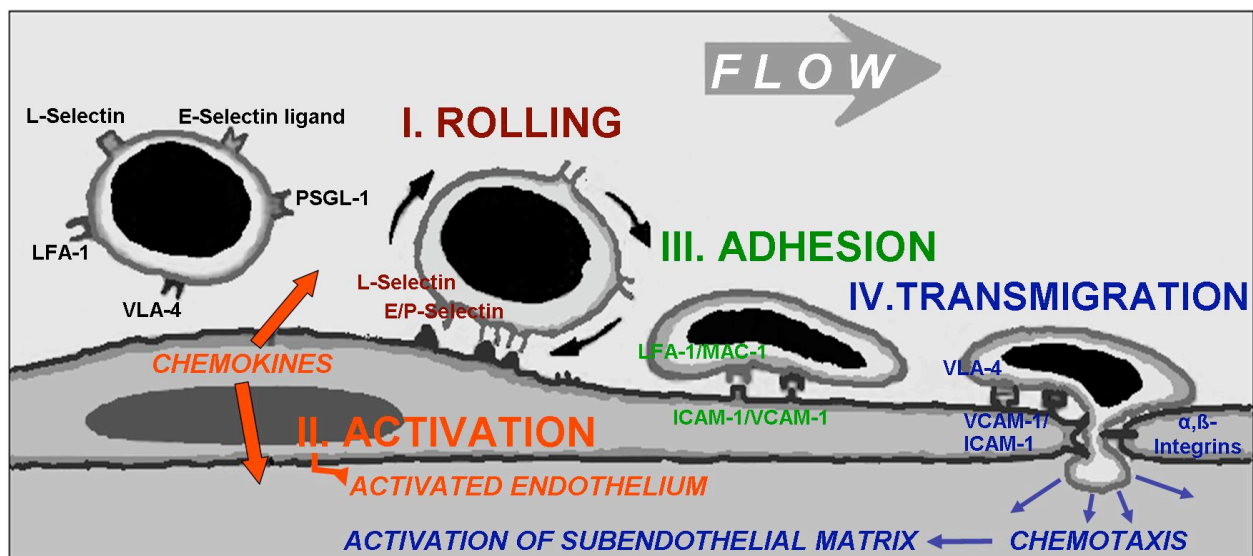 FLOW
L-Selectin
E-Selectin ligand
PSGL-1
LFA-1
VLA-4
I. ROLLING
L-Selectin
E/P-Selectin
CHEMOKINES
II. ACTIVATION
ACTIVATED ENDOTHELIUM
III. ADHESION
LFA-1/MAC-1
ICAM-1/VCAM-1
IV.TRANSMIGRATION
VLA-4
VCAM-1/
ICAM-1
α,ß-
Integrins
ACTIVATION OF SUBENDOTHELIAL MATRIX
CHEMOTAXIS